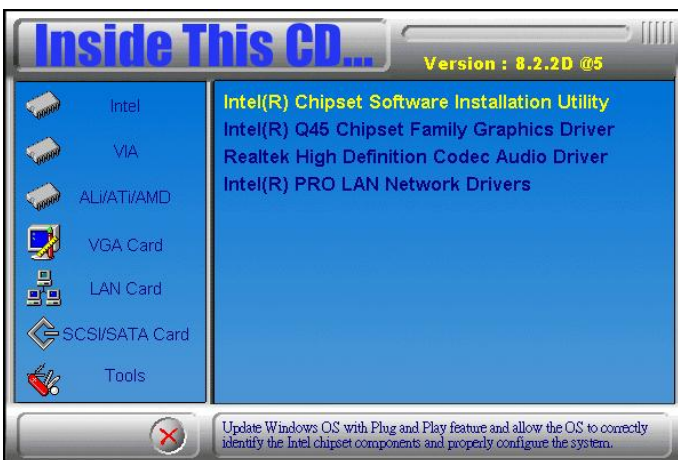 Inside This CD...
Version : 8.2.2D @5
Intel
VIA
ALi/ATi/AMD
VGA Card
LAN Card
SCSI/SATA Card
Tools
Intel(R) Chipset Software Installation Utility
Intel(R) Q45 Chipset Family Graphics Driver
Realtek High Definition Codec Audio Driver
Intel(R) PRO LAN Network Drivers
Update Windows OS with Plug and Play feature and allow the OS to correctly
identify the Intel chipset components and properly configure the system.